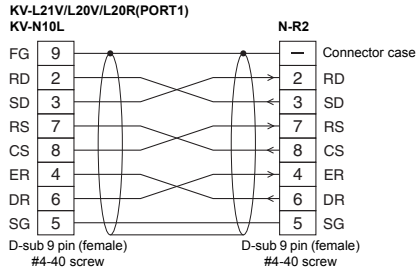 KV-L21V/L20V/L20R(PORT1)
KV-N10L N-R2
FG 9 – Connector case
RD 2 2 RD
SD 3 3 SD
RS 7 7 RS
CS 8 8 CS
ER 4 4 ER
DR 6 6 DR
SG 5 5 SG
D-sub 9 pin (female) D-sub 9 pin (female)
#4-40 screw #4-40 screw